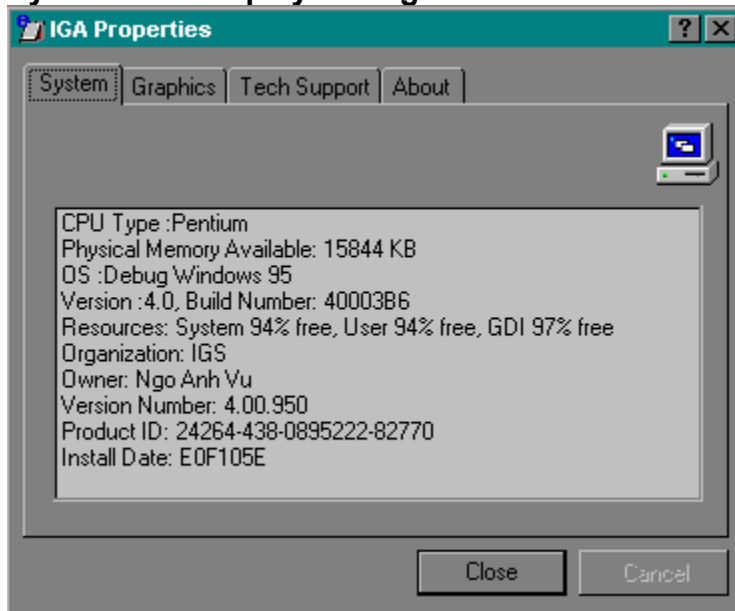 IGA Properties
System Graphics Tech Support About
CPU Type :Pentium
Physical Memory Available: 15844 KB
OS :Debug Windows 95
Version :4.0, Build Number: 40003B6
Resources: System 94% free, User 94% free, GDI 97% free
Organization: IGS
Owner: Ngo Anh Vu
Version Number: 4.00.950
Product ID: 24264-438-0895222-82770
Install Date: E0F105E
Close Cancel